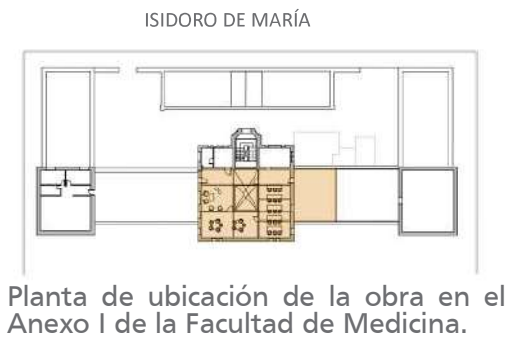 ISIDORO DE MARÍA
Planta de ubicación de la obra en el
Anexo I de la Facultad de Medicina.